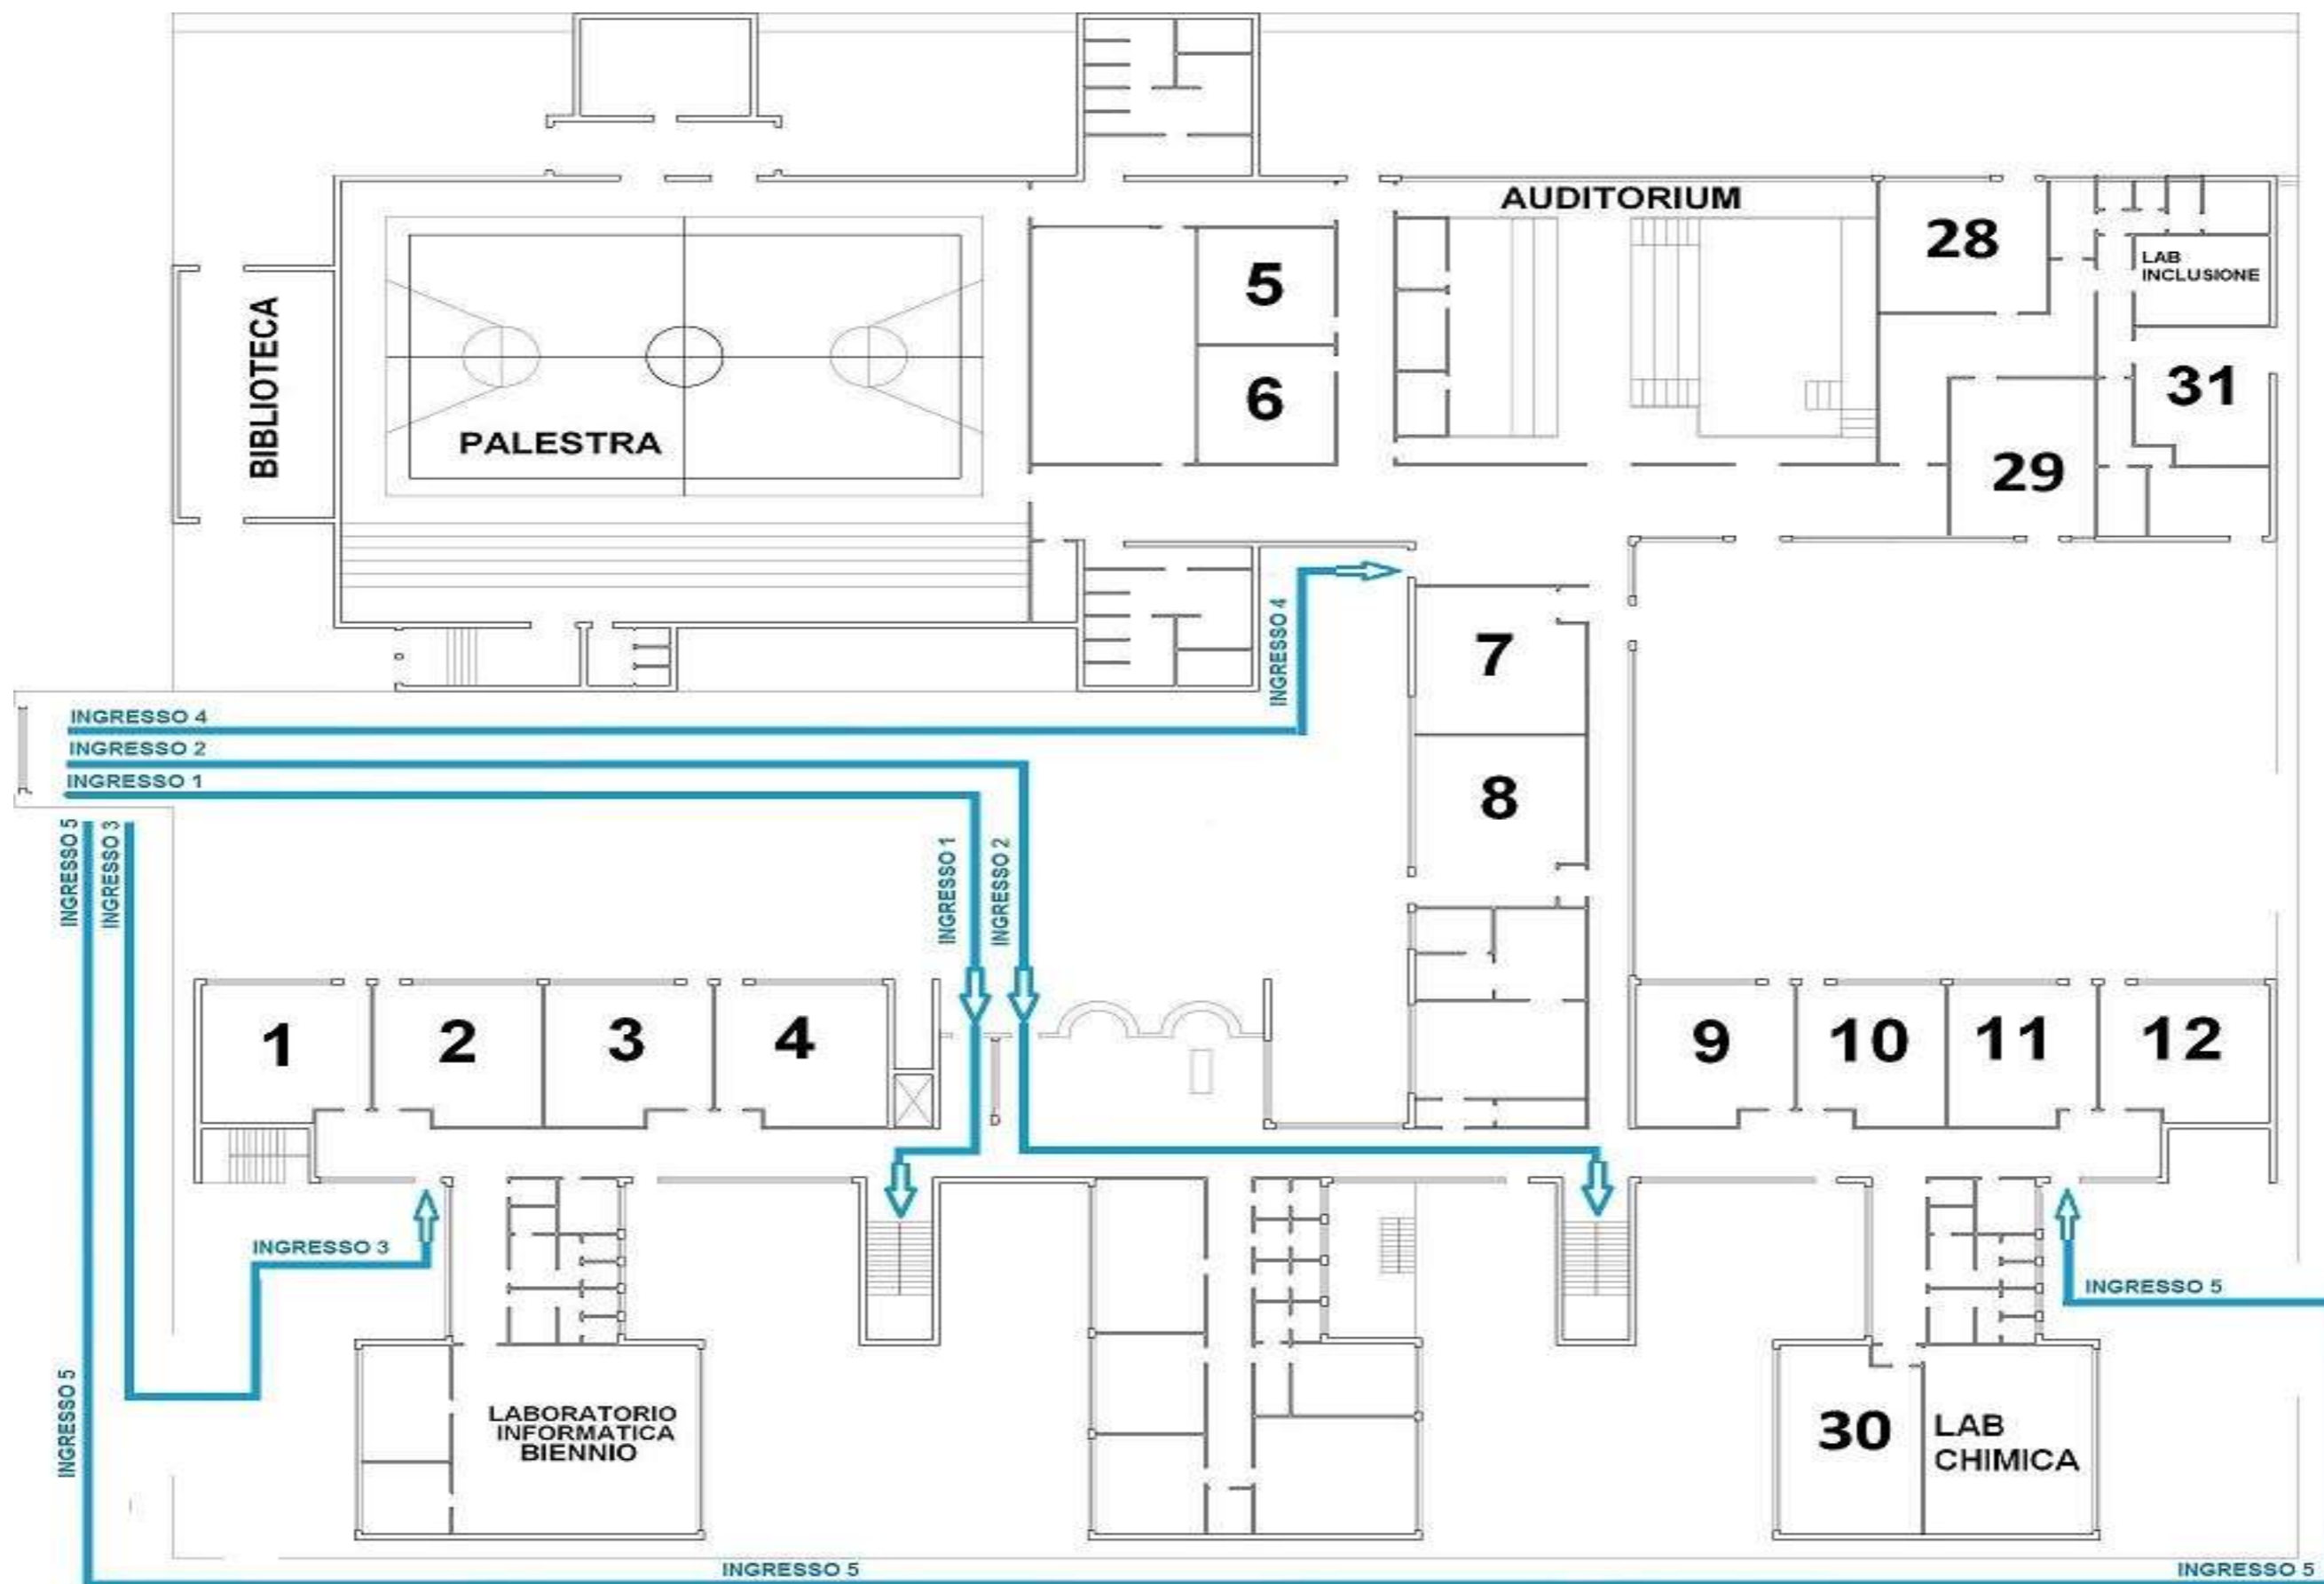 AUDITORIUM
28
LAB
INCLUSIONE
5
BIBLIOTECA
6
31
PALESTRA
29
INGRESSO 4
7
INGRESSO 4
INGRESSO 2
INGRESSO 1
8
INGRESSO 5
INGRESSO 3
INGRESSO 1
INGRESSO 2
1
2
3
4
9
10
11
12
INGRESSO 3
INGRESSO 5
INGRESSO 5
LABORATORIO
INFORMATICA
BIENNIO
30
LAB
CHIMICA
INGRESSO 5
INGRESSO 5